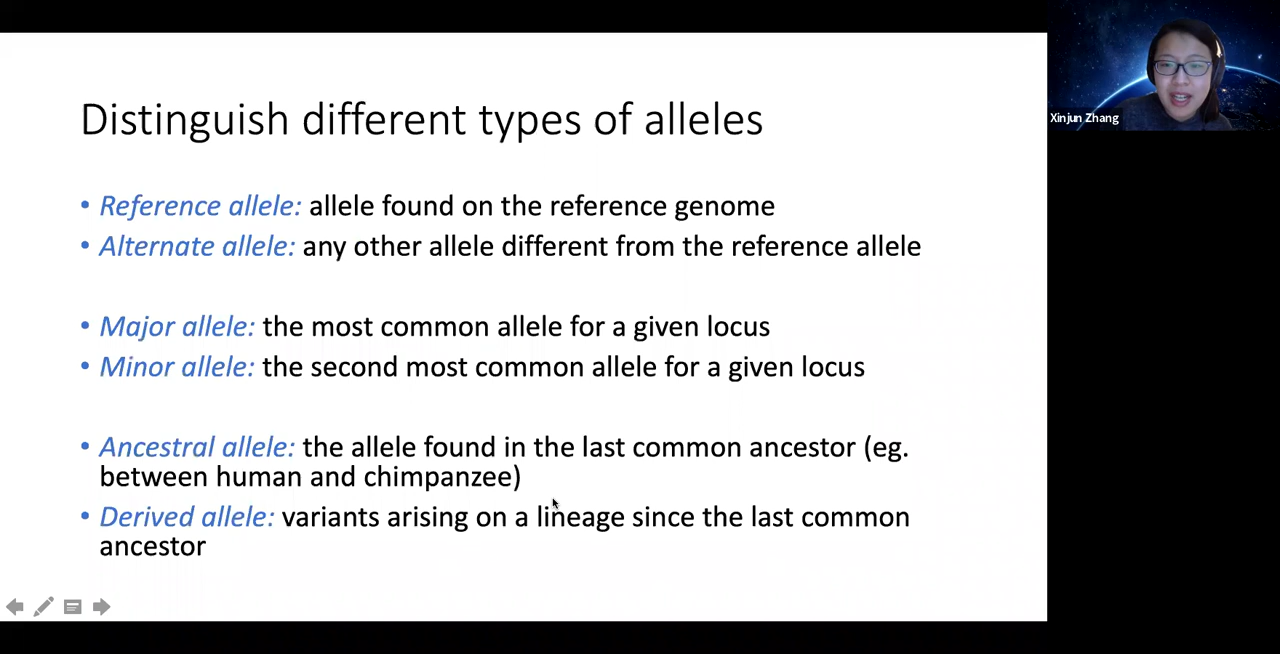 Distinguish different types of alleles
• Reference allele: allele found on the reference genome
• Alternate allele: any other allele different from the reference allele
• Major allele: the most common allele for a given locus
• Minor allele: the second most common allele for a given locus
• Ancestral allele: the allele found in the last common ancestor (eg.
between human and chimpanzee)
• Derived allele: variants arising on a lineage since the last common
ancestor
Xinjun Zhang